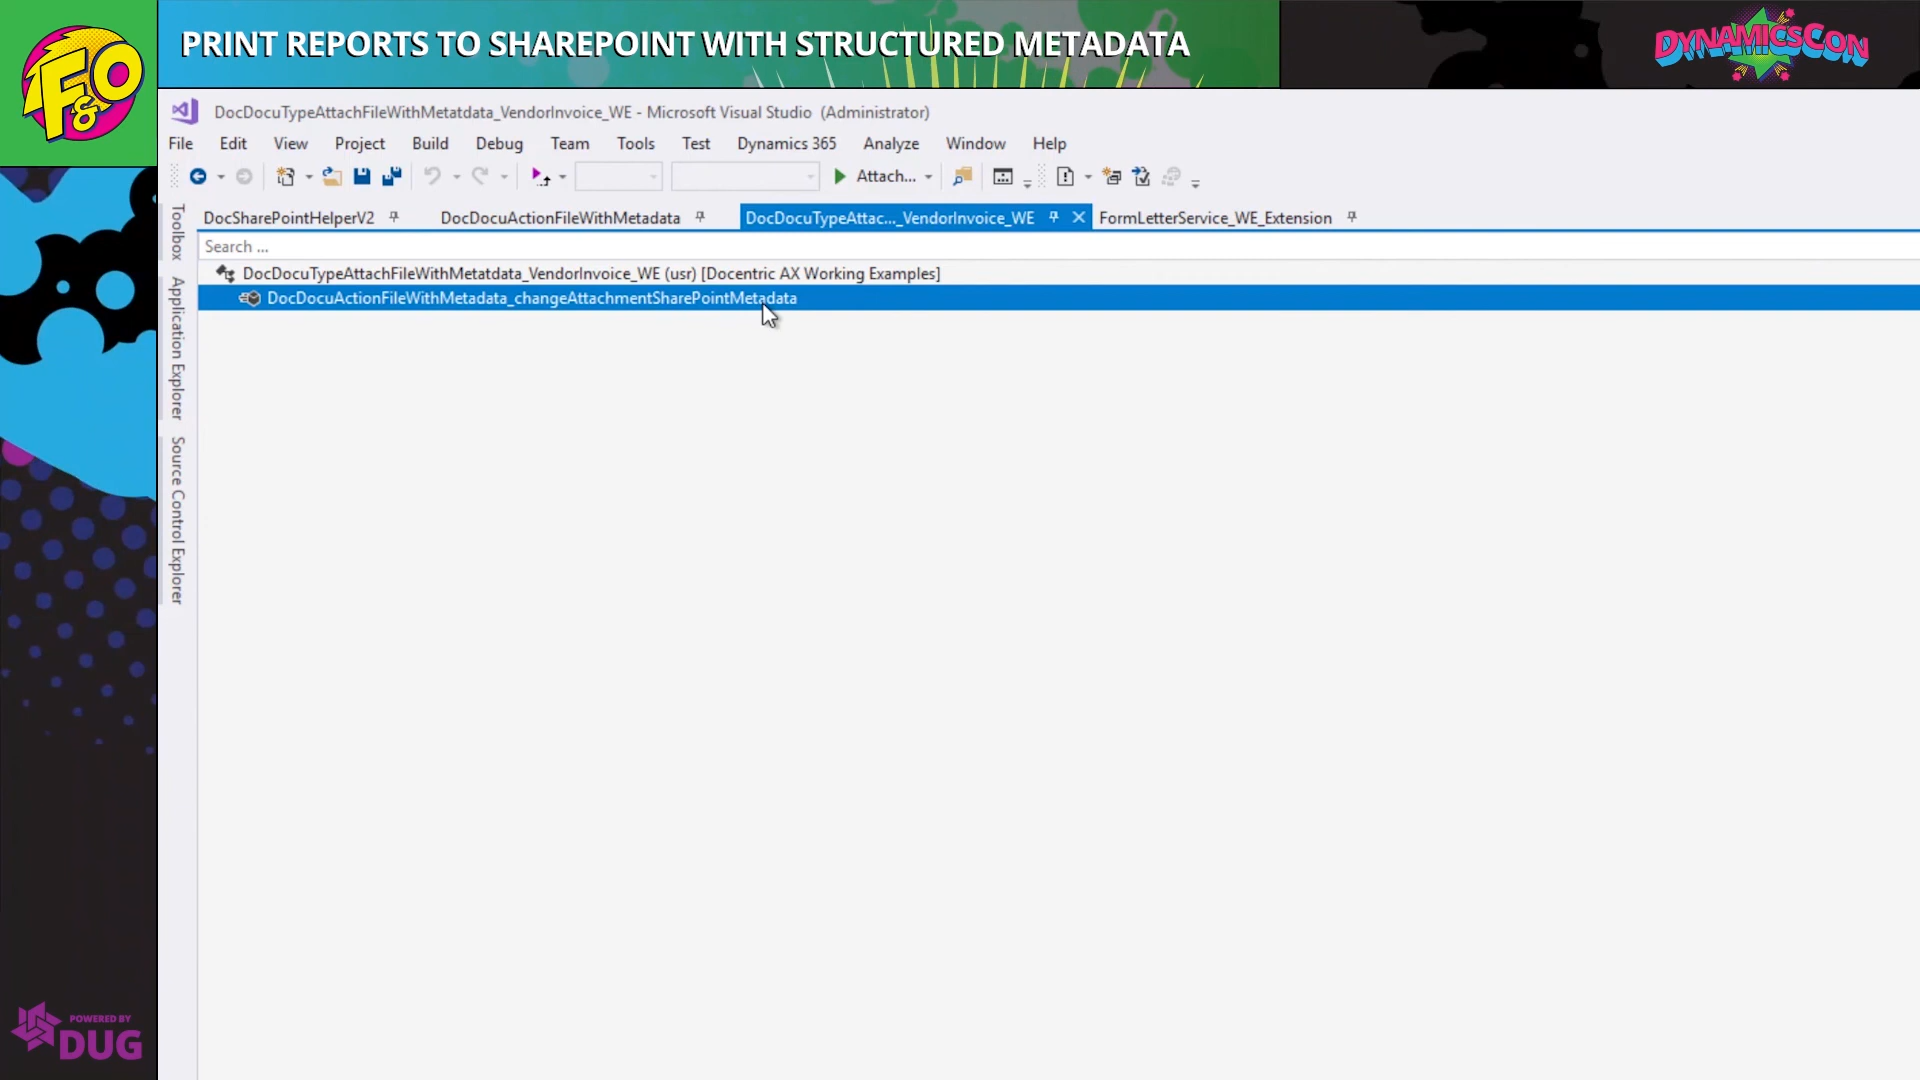 F&O
PRINT REPORTS TO SHAREPOINT WITH STRUCTURED METADATA
DYNAMICSCON
DocDocuTypeAttachFileWithMetatdata_VendorInvoice_WE - Microsoft Visual Studio (Administrator)
File Edit View Project Build Debug Team Tools Test Dynamics 365 Analyze Window Help
Attach...
DocSharePointHelperV2 DocDocuActionFileWithMetadata DocDocuTypeAttac..._VendorInvoice_WE FormLetterService_WE_Extension
Search ...
DocDocuTypeAttachFileWithMetatdata_VendorInvoice_WE (usr) [Docentric AX Working Examples]
DocDocuActionFileWithMetadata_changeAttachmentSharePointMetadata
Toolbox
Application Explorer
Source Control Explorer
POWERED BY
DUG